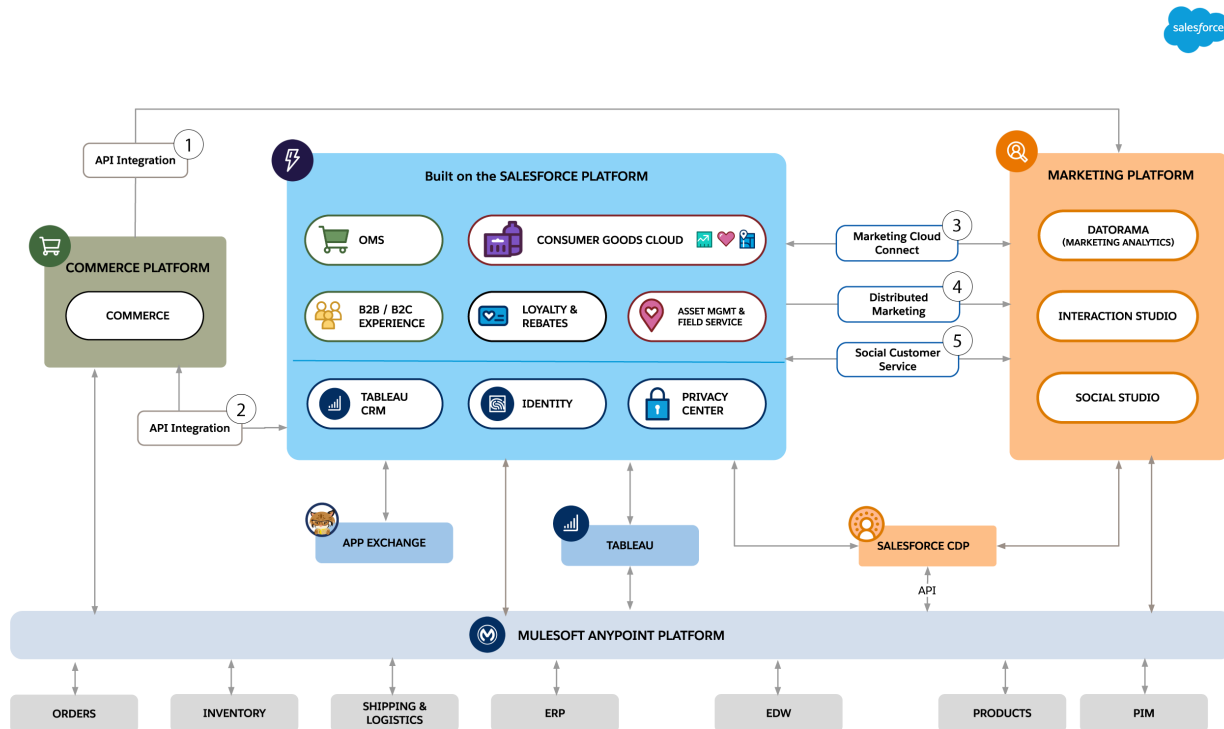 salesforce
1
API Integration
Built on the SALESFORCE PLATFORM
MARKETING PLATFORM
OMS
CONSUMER GOODS CLOUD
3
Marketing Cloud
Connect
DATORAMA
(MARKETING ANALYTICS)
COMMERCE PLATFORM
COMMERCE
B2B / B2C
EXPERIENCE
LOYALTY &
REBATES
ASSET MGMT &
FIELD SERVICE
4
Distributed
Marketing
INTERACTION STUDIO
5
Social Customer
Service
2
API Integration
TABLEAU
CRM
IDENTITY
PRIVACY
CENTER
SOCIAL STUDIO
APP EXCHANGE
TABLEAU
SALESFORCE CDP
API
MULESOFT ANYPOINT PLATFORM
ORDERS
INVENTORY
SHIPPING &
LOGISTICS
ERP
EDW
PRODUCTS
PIM